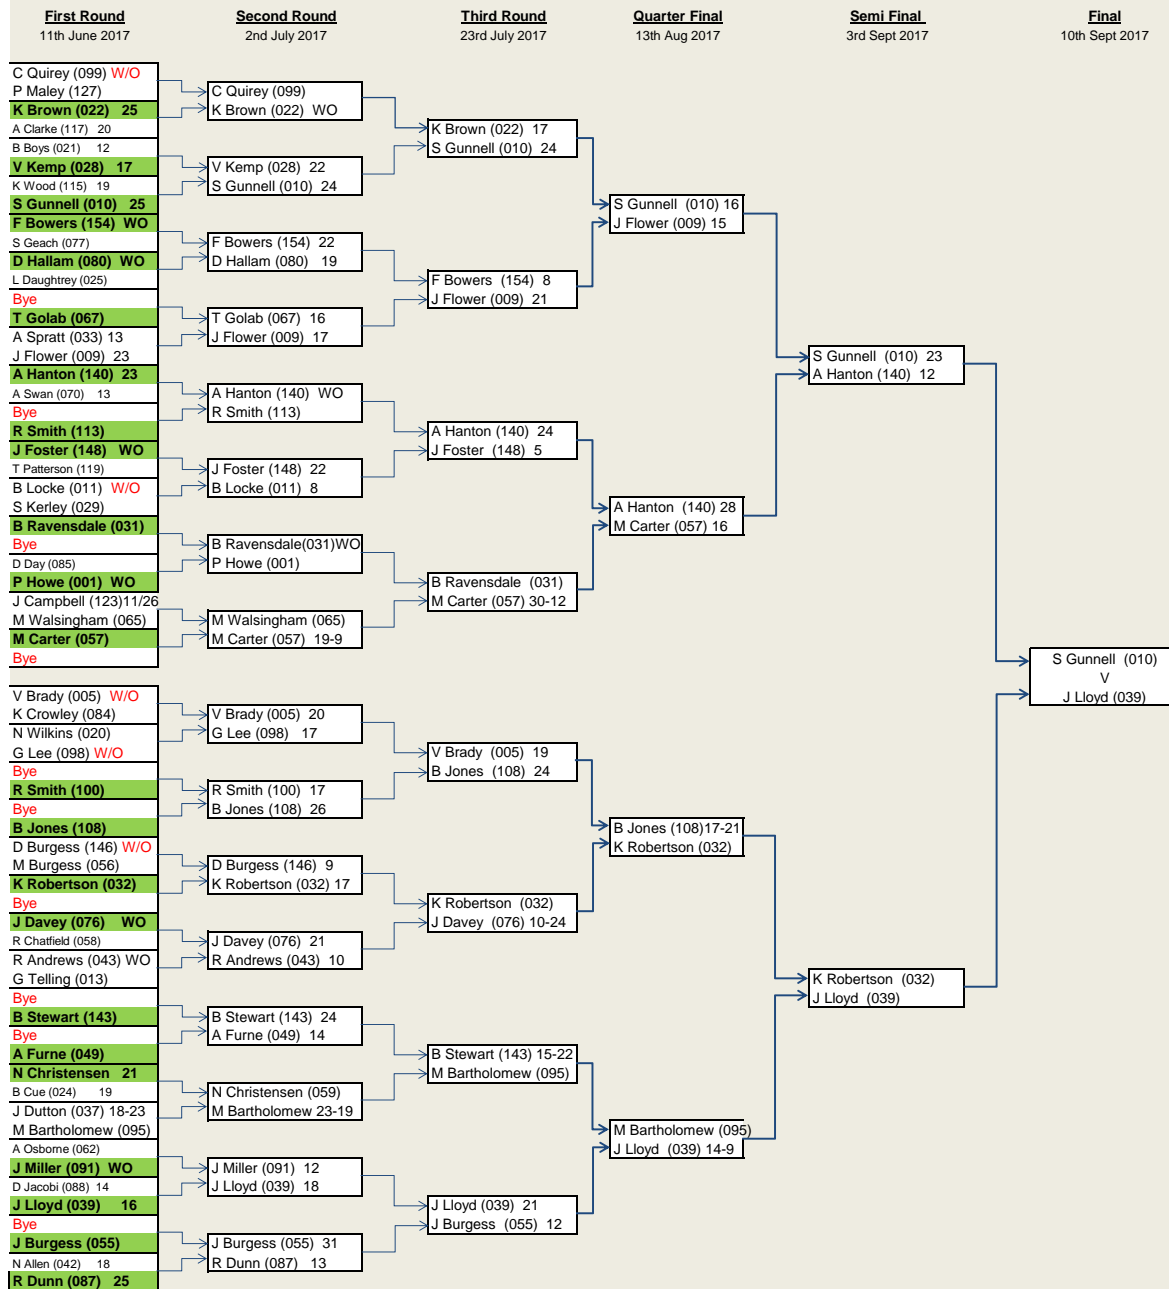 First Round
11th June 2017
Second Round
2nd July 2017
Third Round
23rd July 2017
Quarter Final
13th Aug 2017
Semi Final
3rd Sept 2017
Final
10th Sept 2017
C Quirey (099) W/O
P Maley (127)
K Brown (022) 25
A Clarke (117) 20
B Boys (021) 12
V Kemp (028) 17
K Wood (115) 19
S Gunnell (010) 25
F Bowers (154) WO
S Geach (077)
D Hallam (080) WO
L Daughtrey (025)
Bye
T Golab (067)
A Spratt (033) 13
J Flower (009) 23
A Hanton (140) 23
A Swan (070) 13
Bye
R Smith (113)
J Foster (148) WO
T Patterson (119)
B Locke (011) W/O
S Kerley (029)
B Ravensdale (031)
Bye
D Day (085)
P Howe (001) WO
J Campbell (123)11/26
M Walsingham (065)
M Carter (057)
Bye
V Brady (005) W/O
K Crowley (084)
N Wilkins (020)
G Lee (098) W/O
Bye
R Smith (100)
Bye
B Jones (108)
D Burgess (146) W/O
M Burgess (056)
K Robertson (032)
Bye
J Davey (076) WO
R Chatfield (058)
R Andrews (043) WO
G Telling (013)
Bye
B Stewart (143)
Bye
A Furne (049)
N Christensen 21
B Cue (024) 19
J Dutton (037) 18-23
M Bartholomew (095)
A Osborne (062)
J Miller (091) WO
D Jacobi (088) 14
J Lloyd (039) 16
Bye
J Burgess (055)
N Allen (042) 18
R Dunn (087) 25
C Quirey (099)
K Brown (022) WO
V Kemp (028) 22
S Gunnell (010) 24
F Bowers (154) 22
D Hallam (080) 19
T Golab (067) 16
J Flower (009) 17
A Hanton (140) WO
R Smith (113)
J Foster (148) 22
B Locke (011) 8
B Ravensdale(031)WO
P Howe (001)
M Walsingham (065)
M Carter (057) 19-9
V Brady (005) 20
G Lee (098) 17
R Smith (100) 17
B Jones (108) 26
D Burgess (146) 9
K Robertson (032) 17
J Davey (076) 21
R Andrews (043) 10
B Stewart (143) 24
A Furne (049) 14
N Christensen (059)
M Bartholomew 23-19
J Miller (091) 12
J Lloyd (039) 18
J Burgess (055) 31
R Dunn (087) 13
K Brown (022) 17
S Gunnell (010) 24
F Bowers (154) 8
J Flower (009) 21
A Hanton (140) 24
J Foster (148) 5
B Ravensdale (031)
M Carter (057) 30-12
V Brady (005) 19
B Jones (108) 24
K Robertson (032)
J Davey (076) 10-24
B Stewart (143) 15-22
M Bartholomew (095)
J Lloyd (039) 21
J Burgess (055) 12
S Gunnell (010) 16
J Flower (009) 15
A Hanton (140) 28
M Carter (057) 16
B Jones (108)17-21
K Robertson (032)
M Bartholomew (095)
J Lloyd (039) 14-9
S Gunnell (010) 23
A Hanton (140) 12
K Robertson (032)
J Lloyd (039)
S Gunnell (010)
V
J Lloyd (039)